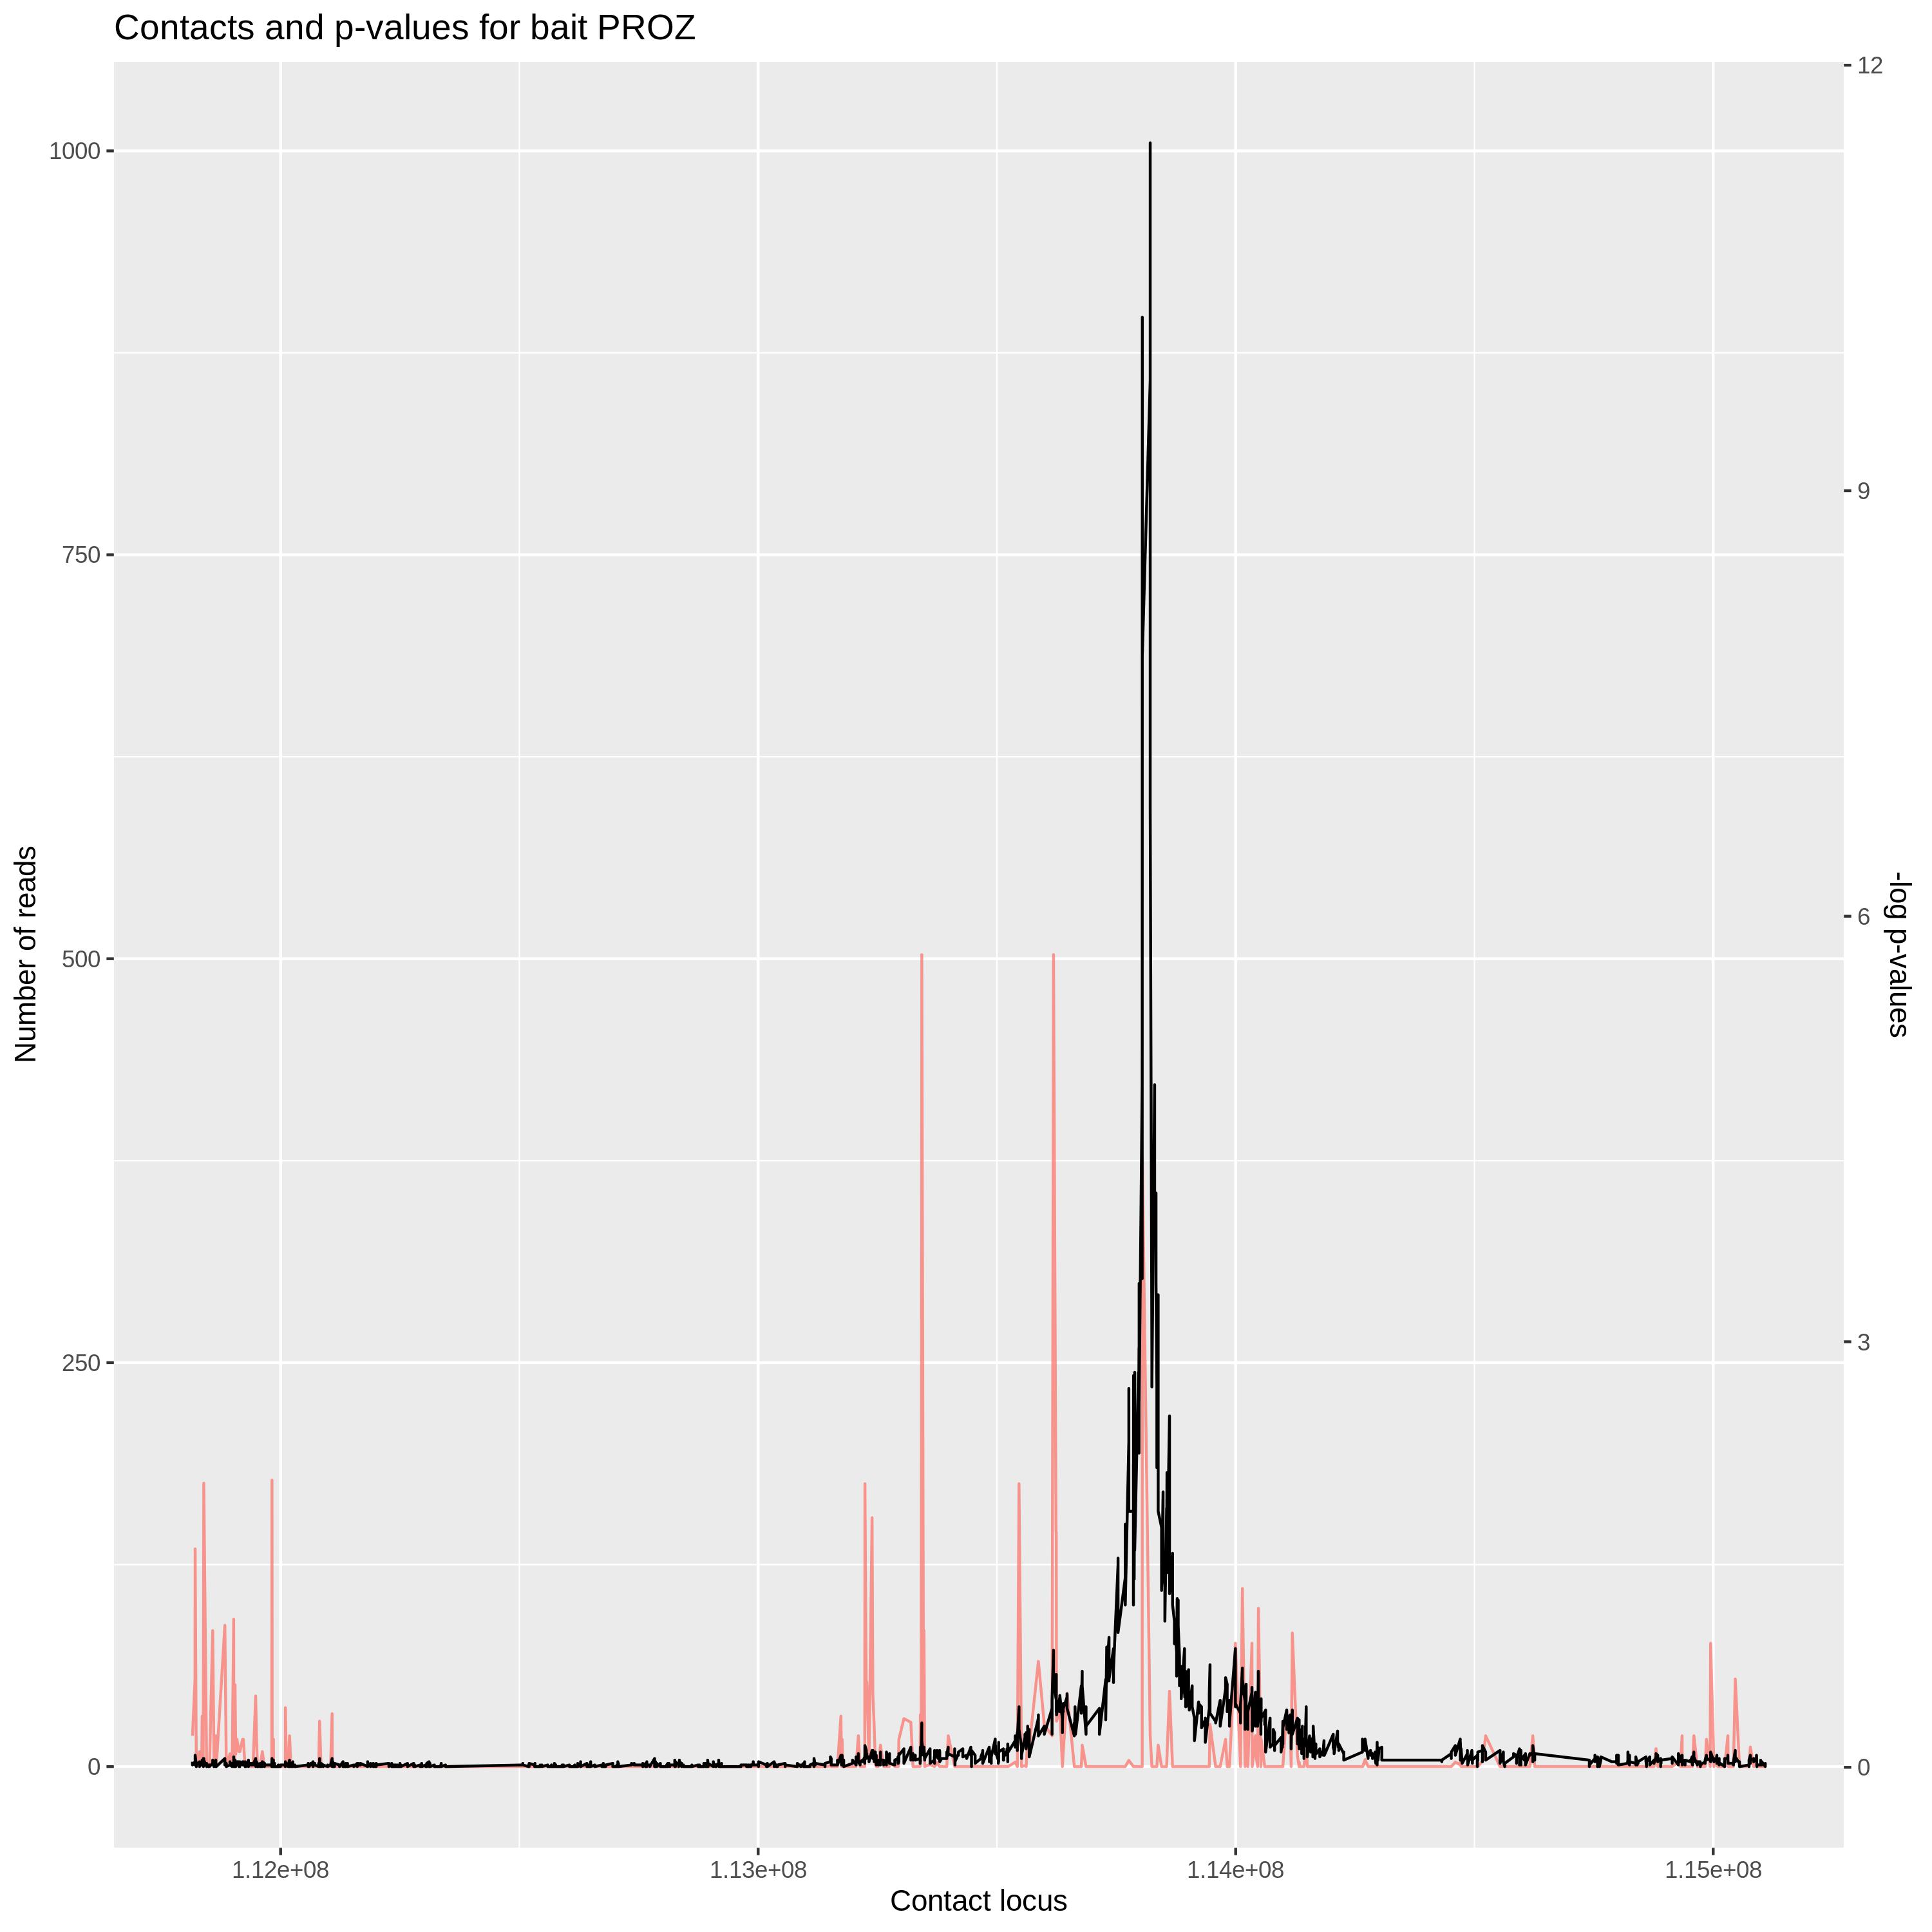 Contacts and p-values for bait PROZ
12
1000
9
750
6
500
3
250
0
0
Number of reads
-log p-values
1.12e+08 1.13e+08 1.14e+08 1.15e+08
Contact locus